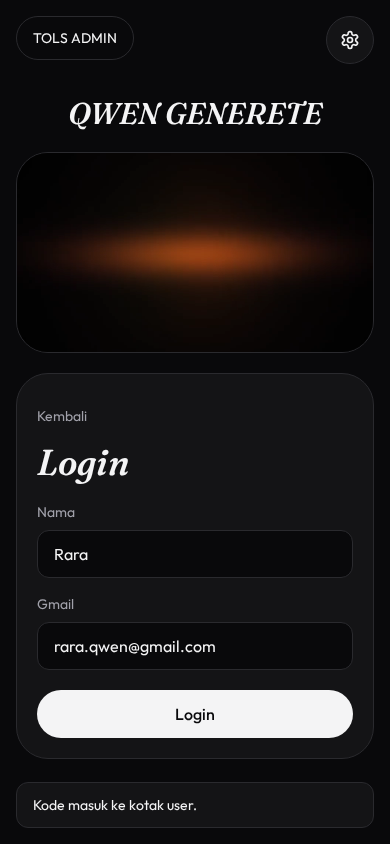 TOLS ADMIN
QWEN GENERETE
Kembali
Login
Nama
Rara
Gmail
rara.qwen@gmail.com
Login
Kode masuk ke kotak user.